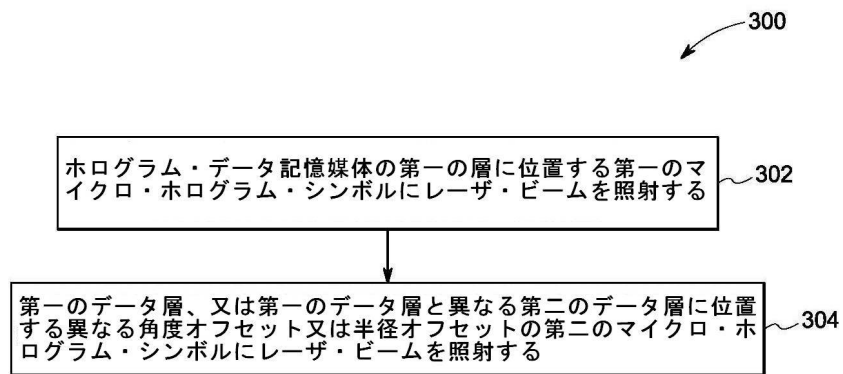 300
ホログラム・データ記憶媒体の第一の層に位置する第一のマ
イクロ・ホログラム・シンボルにレーザ・ビームを照射する
302
第一のデータ層、又は第一のデータ層と異なる第二のデータ層に位置
する異なる角度オフセット又は半径オフセットの第二のマイクロ・ホ
ログラム・シンボルにレーザ・ビームを照射する
304